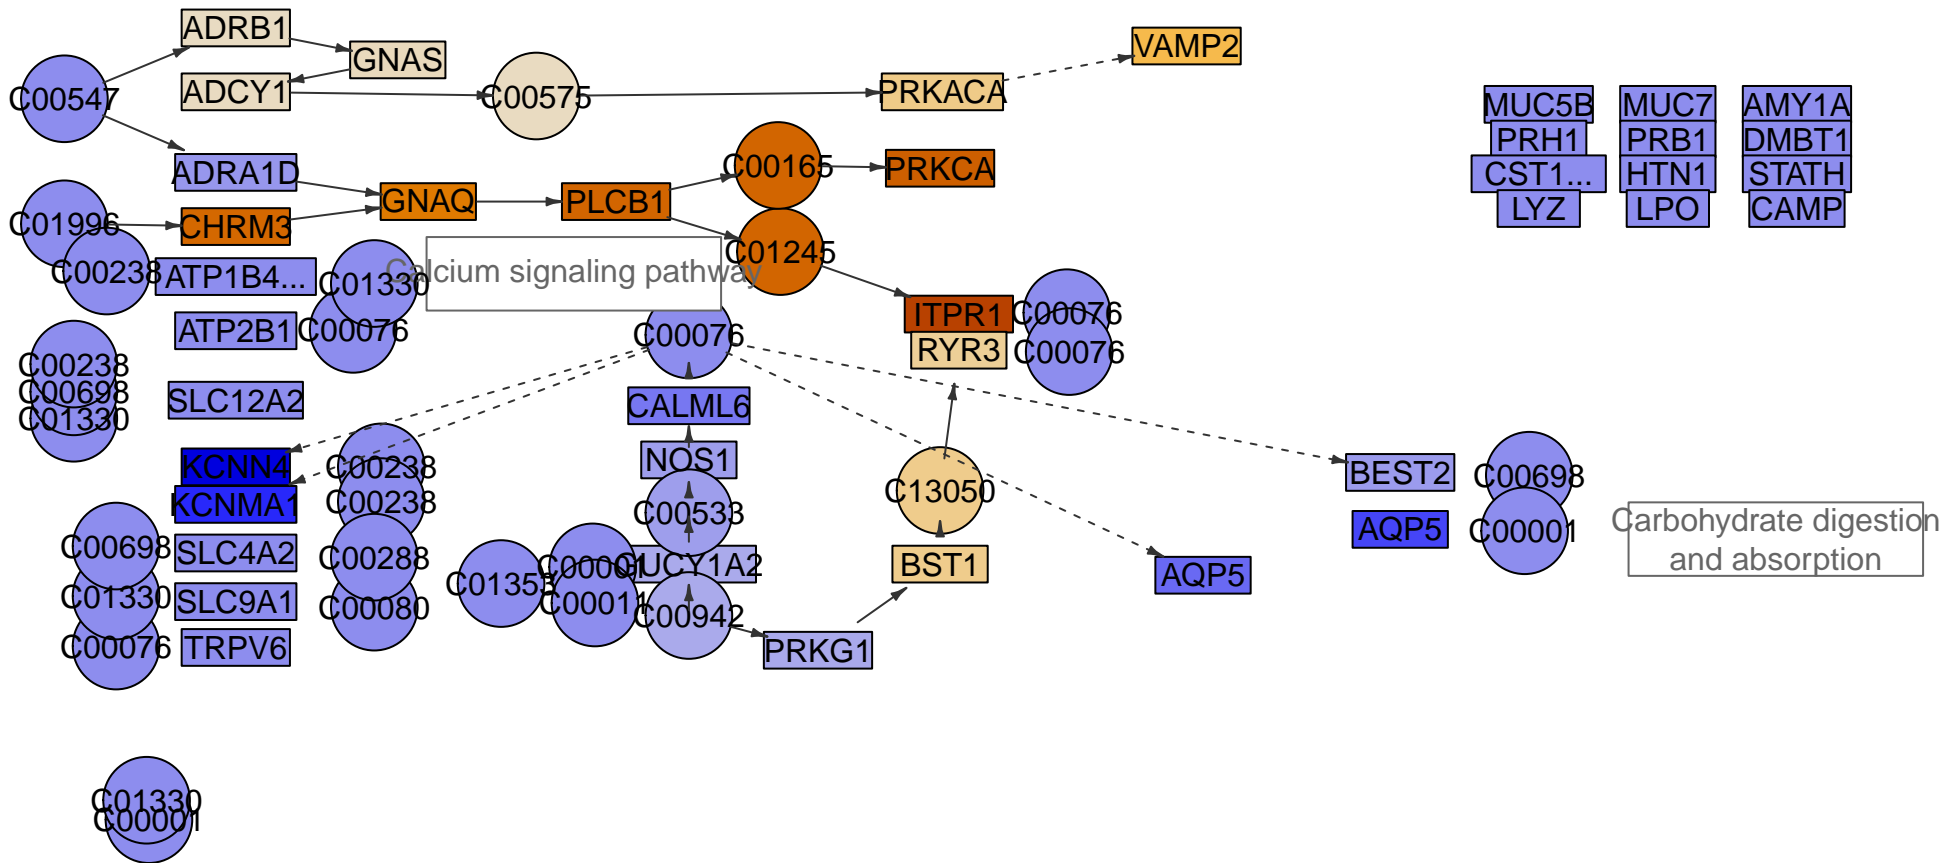 ADRB1
GNAS
VAMP2
C00547
ADCY1
C00575
PRKACA
MUC5B
MUC7
AMY1A
PRH1
PRB1
DMBT1
ADRA1D
C00165
PRKCA
CST1...
HTN1
STATH
GNAQ
PLCB1
LYZ
LPO
CAMP
C01996
CHRM3
C01245
C00238
ATP1B4...
C01330
Calcium signaling pathway
ATP2B1
C00076
C00076
ITPR1
C00076
RYR3
C00076
C00238
C00698
C01330
SLC12A2
CALML6
KCNN4
C00238
NOS1
BEST2
C00698
KCNMA1
C00238
C00533
C13050
AQP5
C00001
Carbohydrate digestion
and absorption
C00698
SLC4A2
C00288
C00001
GUCY1A2
BST1
AQP5
C01353
C01330
SLC9A1
C00080
C00011
C00942
C00076
TRPV6
PRKG1
C01330
C00001